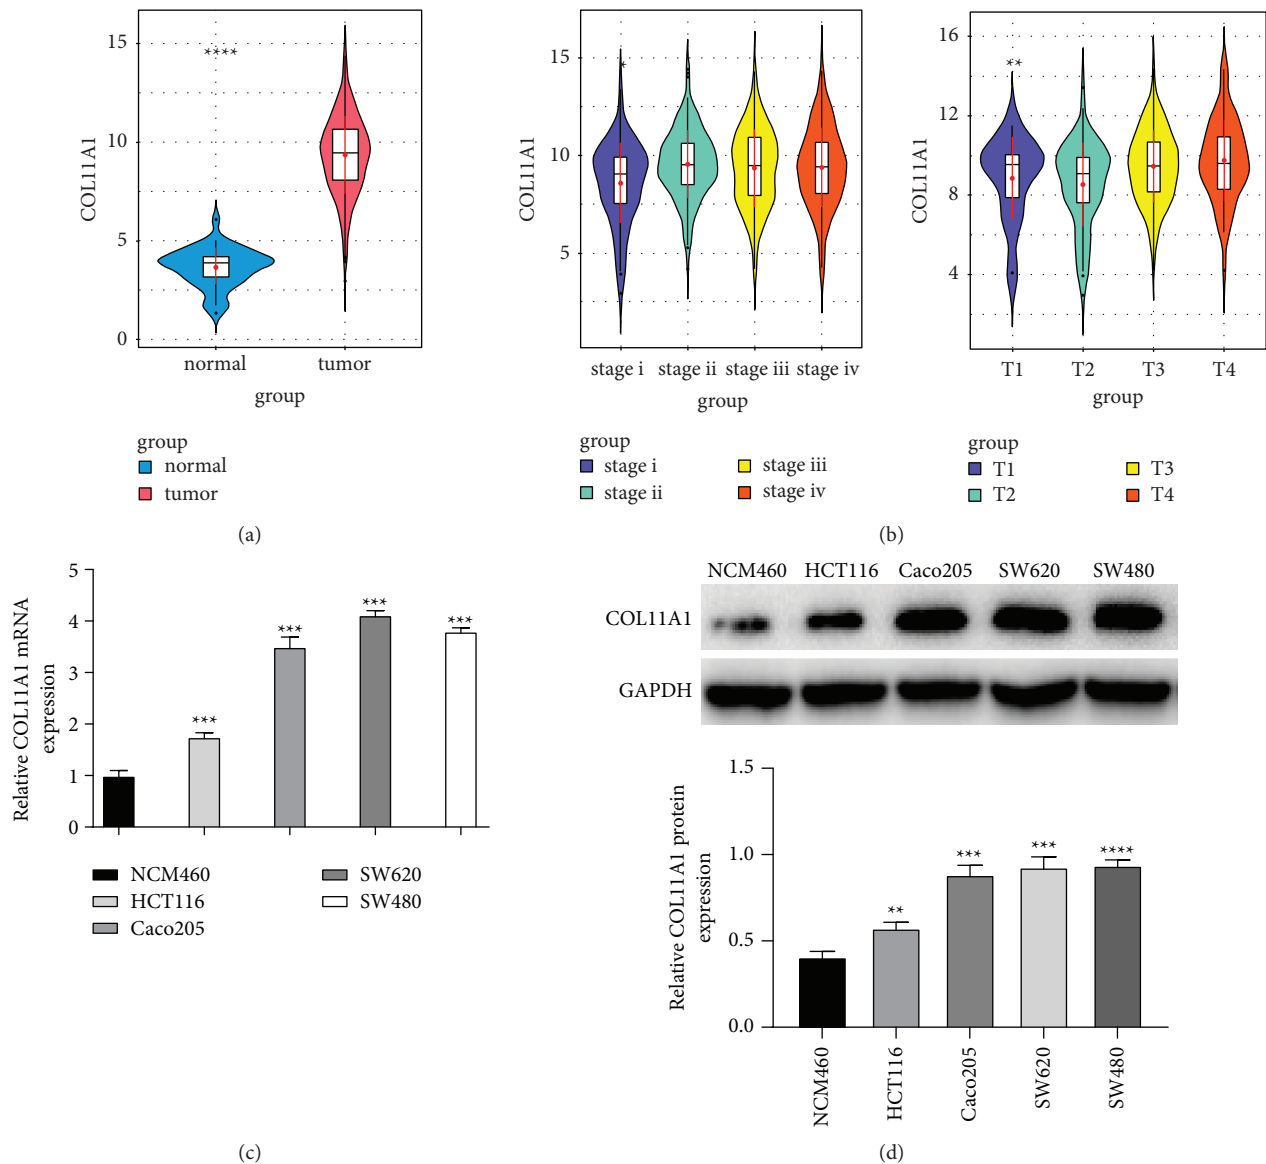 COL11A1
15
10
5
0
****
normal
tumor
group
group
normal
tumor
(a)
COL11A1
15
10
5
*
stage i
stage ii
stage iii
stage iv
group
group
stage i
stage ii
stage iii
stage iv
COL11A1
16
12
8
4
**
T1
T2
T3
T4
group
group
T1
T2
T3
T4
(b)
Relative COL11A1 mRNA
expression
5
4
3
2
1
0
***
***
***
***
NCM460
HCT116
Caco205
SW620
SW480
(c)
NCM460 HCT116 Caco205 SW620 SW480
COL11A1
GAPDH
Relative COL11A1 protein
expression
1.5
1.0
0.5
0.0
**
***
***
****
NCM460
HCT116
Caco205
SW620
SW480
(d)